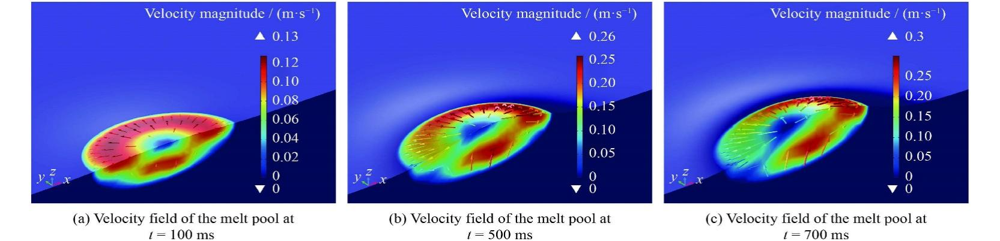 Velocity magnitude / (m·s⁻¹)
0.13
0.12
0.10
0.08
0.06
0.04
0.02
0
0
y z x
(a) Velocity field of the melt pool at
t = 100 ms
Velocity magnitude / (m·s⁻¹)
0.26
0.25
0.20
0.15
0.10
0.05
0
0
y z x
(b) Velocity field of the melt pool at
t = 500 ms
Velocity magnitude / (m·s⁻¹)
0.3
0.25
0.20
0.15
0.10
0.05
0
0
y z x
(c) Velocity field of the melt pool at
t = 700 ms